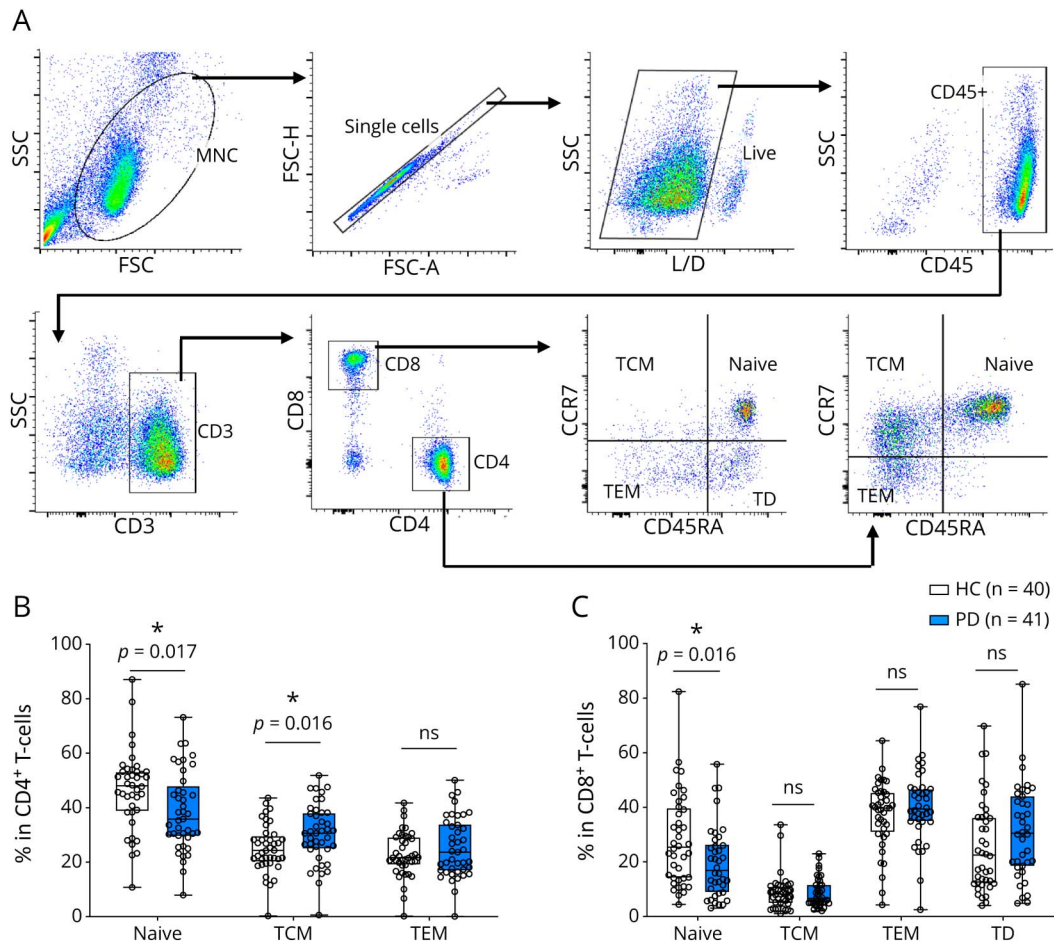 A
SSC
MNC
FSC
FSC-H
Single cells
FSC-A
SSC
Live
L/D
SSC
CD45+
CD45
SSC
CD3
CD3
CD8
CD8
CD4
CD4
CCR7
TCM
Naive
TEM
TD
CD45RA
CCR7
TCM
Naive
TEM
CD45RA
HC (n = 40)
PD (n = 41)
B
% in CD4+ T-cells
100
80
60
40
20
0
*
p = 0.017
*
p = 0.016
ns
Naive
TCM
TEM
C
% in CD8+ T-cells
100
80
60
40
20
0
*
p = 0.016
ns
ns
ns
Naive
TCM
TEM
TD